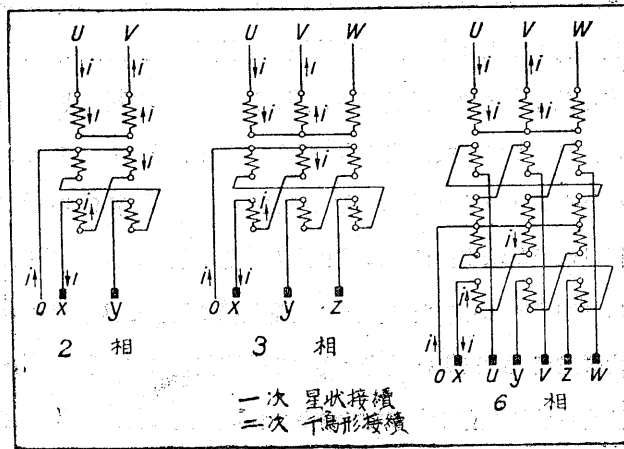 U V
U V W
U V W
i i
i i
i i
i i
i i
i i
i
i
i
i
i
i
i i
i i
i i
o x y
o x y z
o x u y v z w
2 相
3 相
6 相
一次 星状接續
二次 千鳥形接續